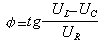 ϕ = tg (U_L − U_C) / U_R